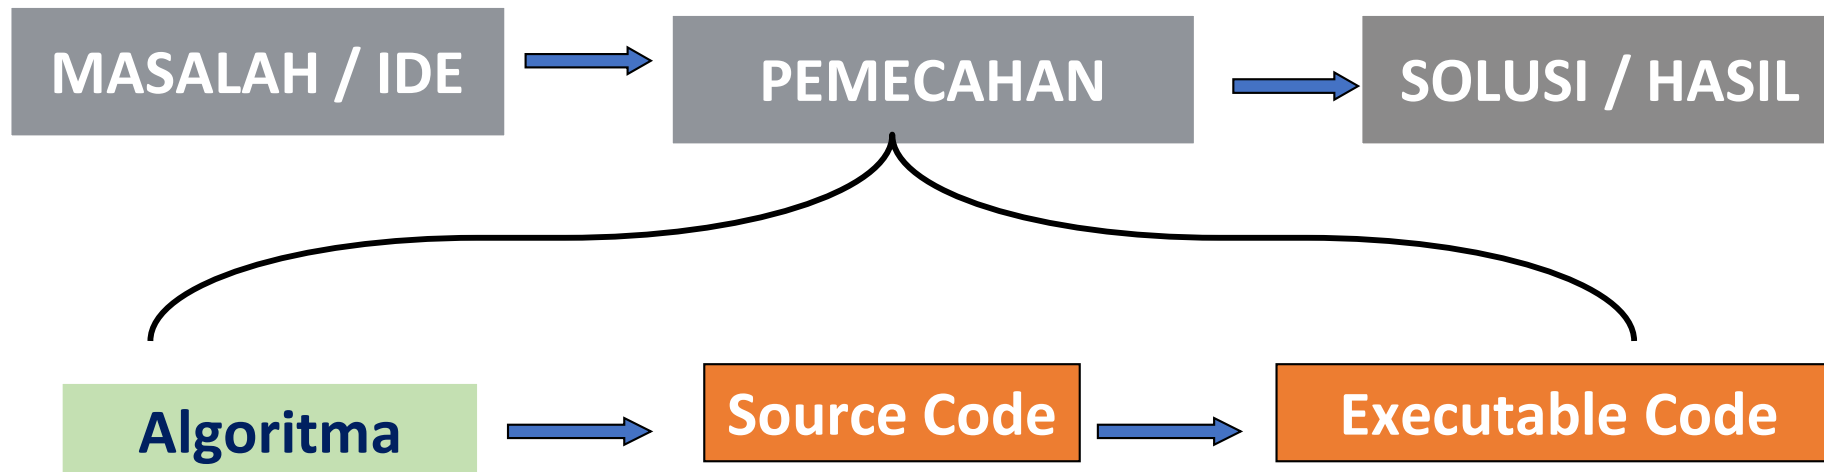 MASALAH / IDE
PEMECAHAN
SOLUSI / HASIL
Algoritma
Source Code
Executable Code